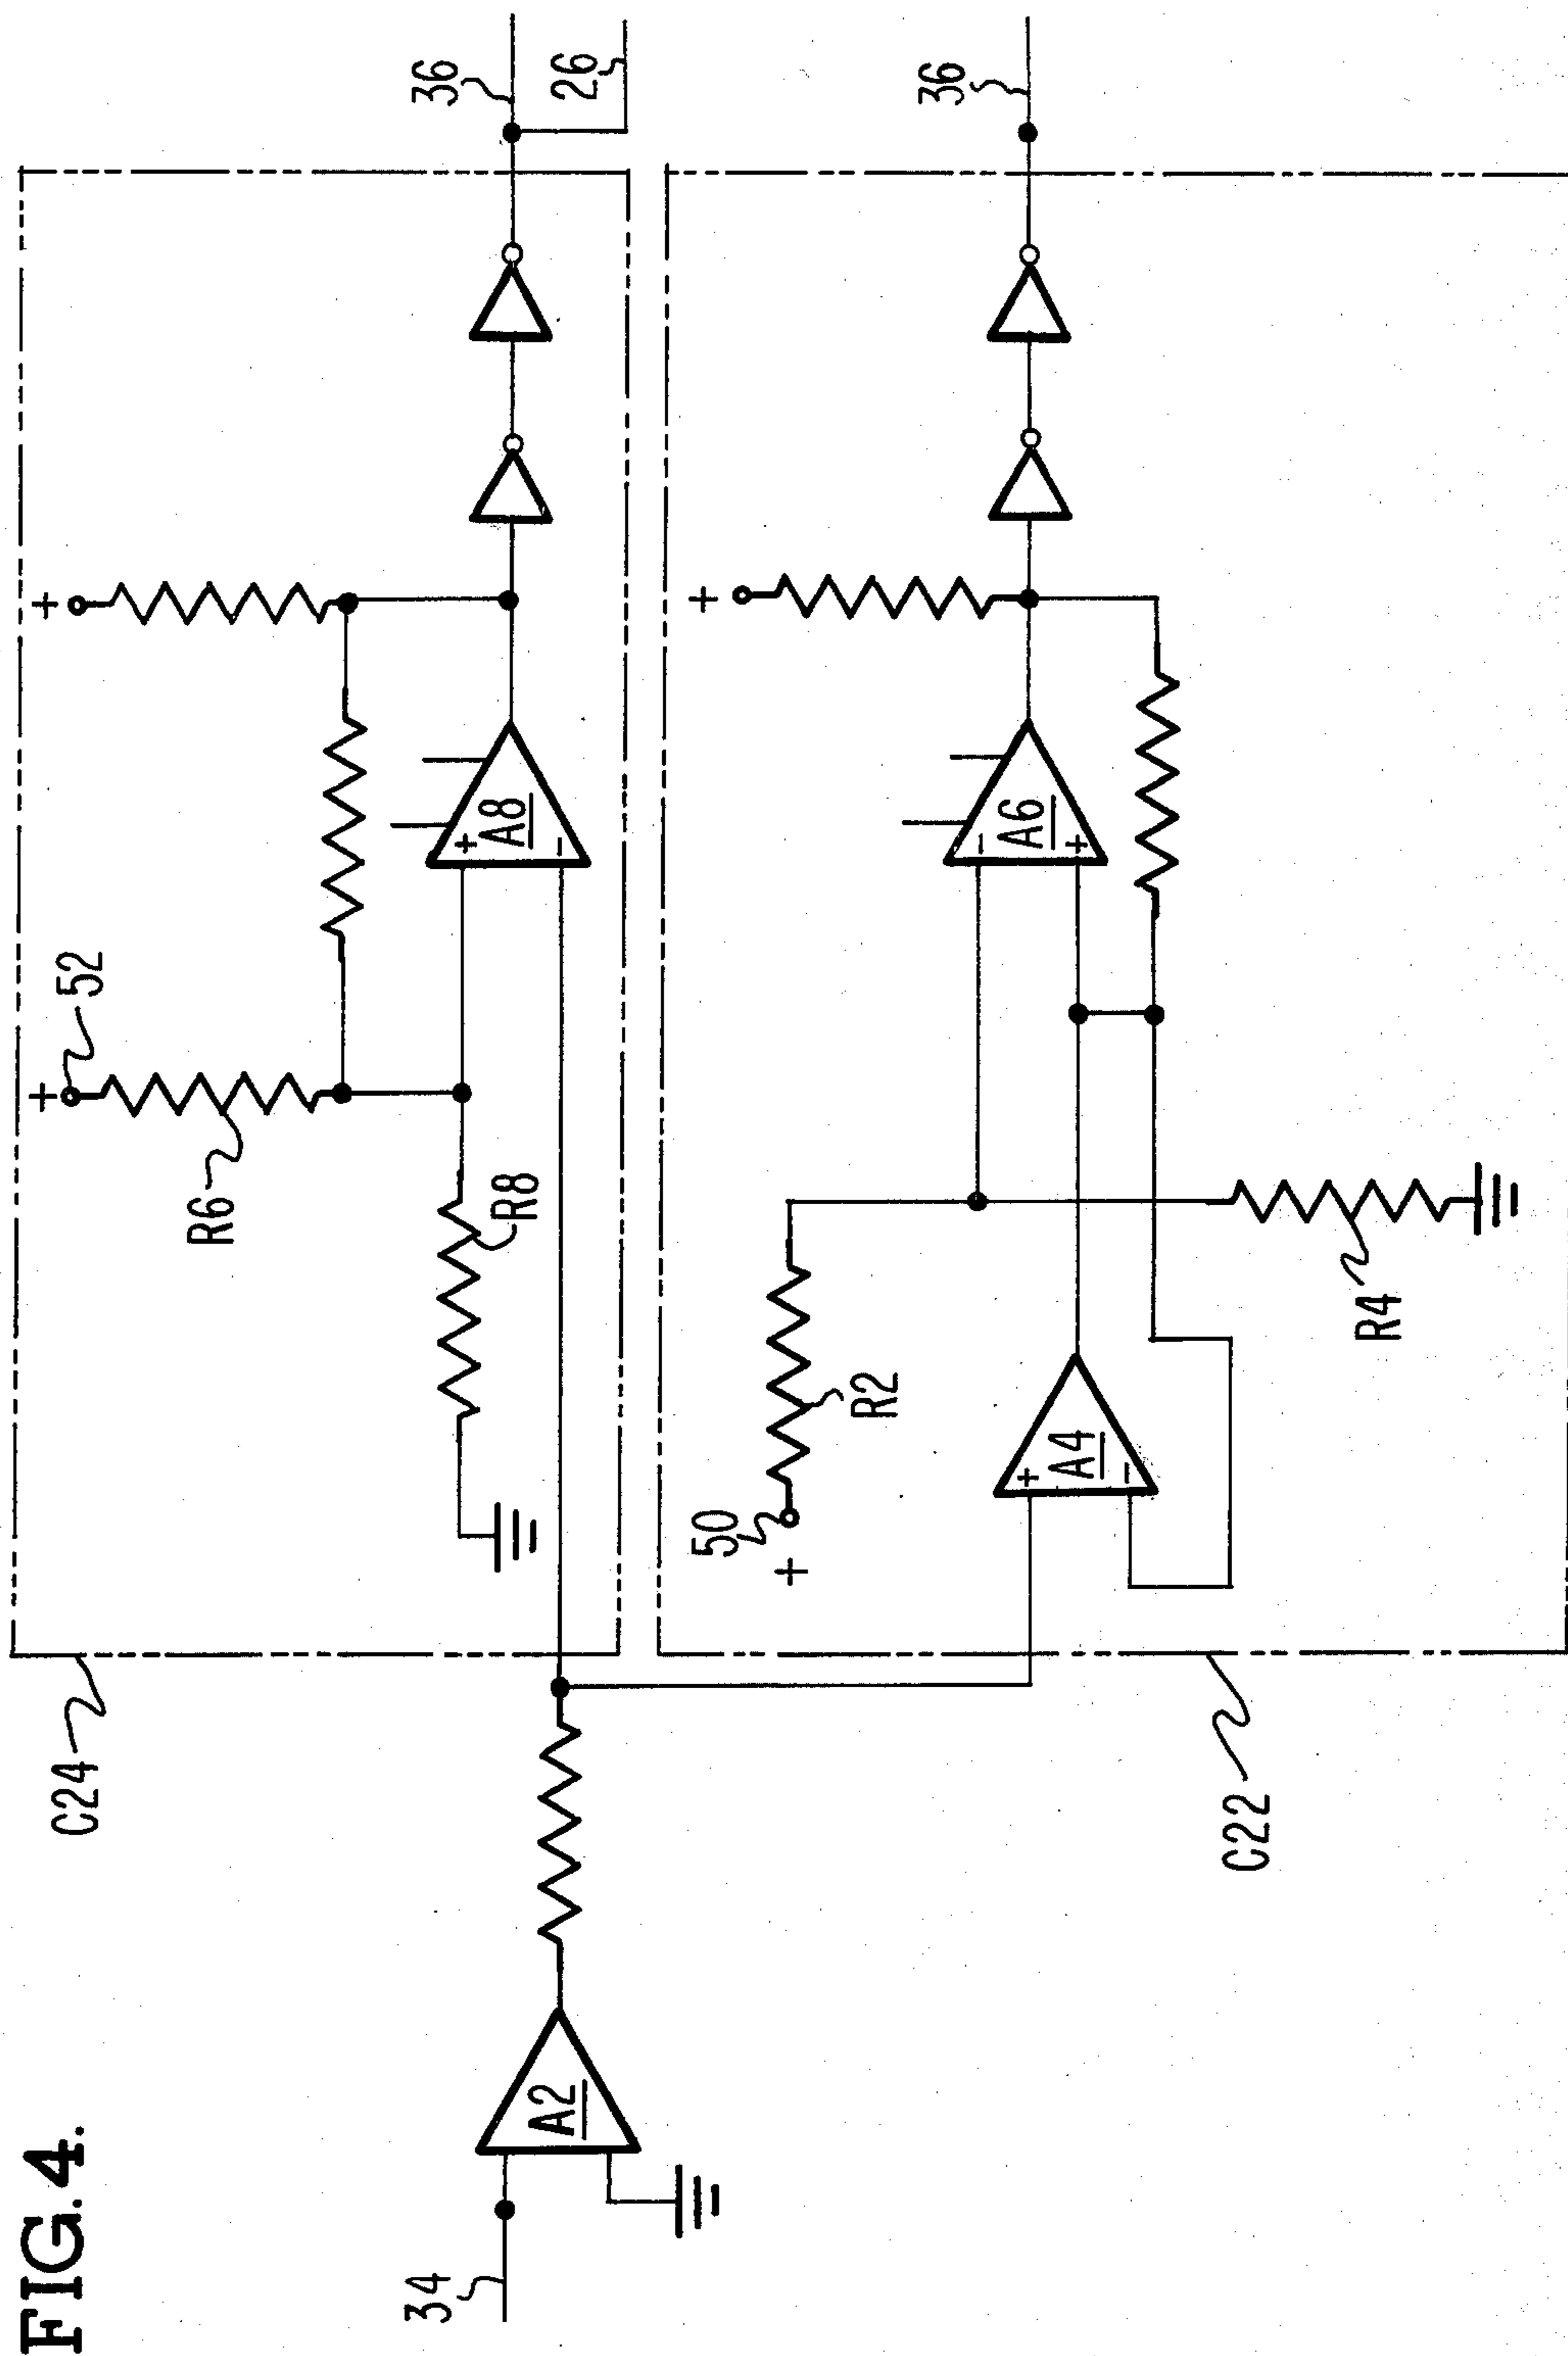 FIG. 4.
34
A2
C24
+
52
R6
R8
+
A8
+
-
36
26
C22
50
+
R2
R4
A4
+
-
A6
-
+
+
36